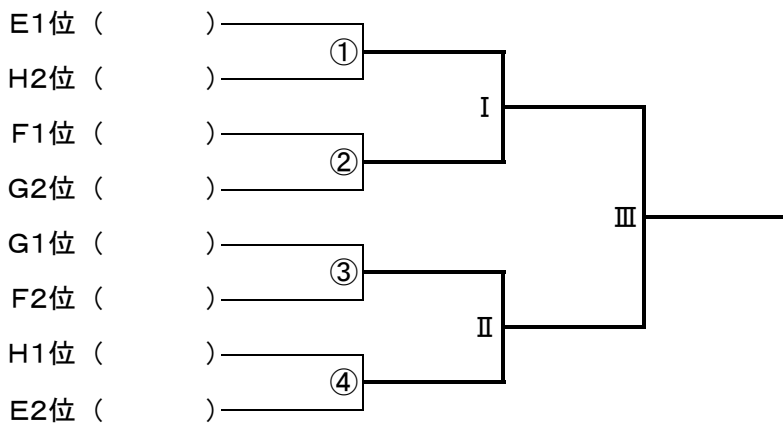 E1位（　　　）
①
H2位（　　　）
Ⅰ
F1位（　　　）
②
G2位（　　　）
Ⅲ
G1位（　　　）
③
F2位（　　　）
Ⅱ
H1位（　　　）
④
E2位（　　　）